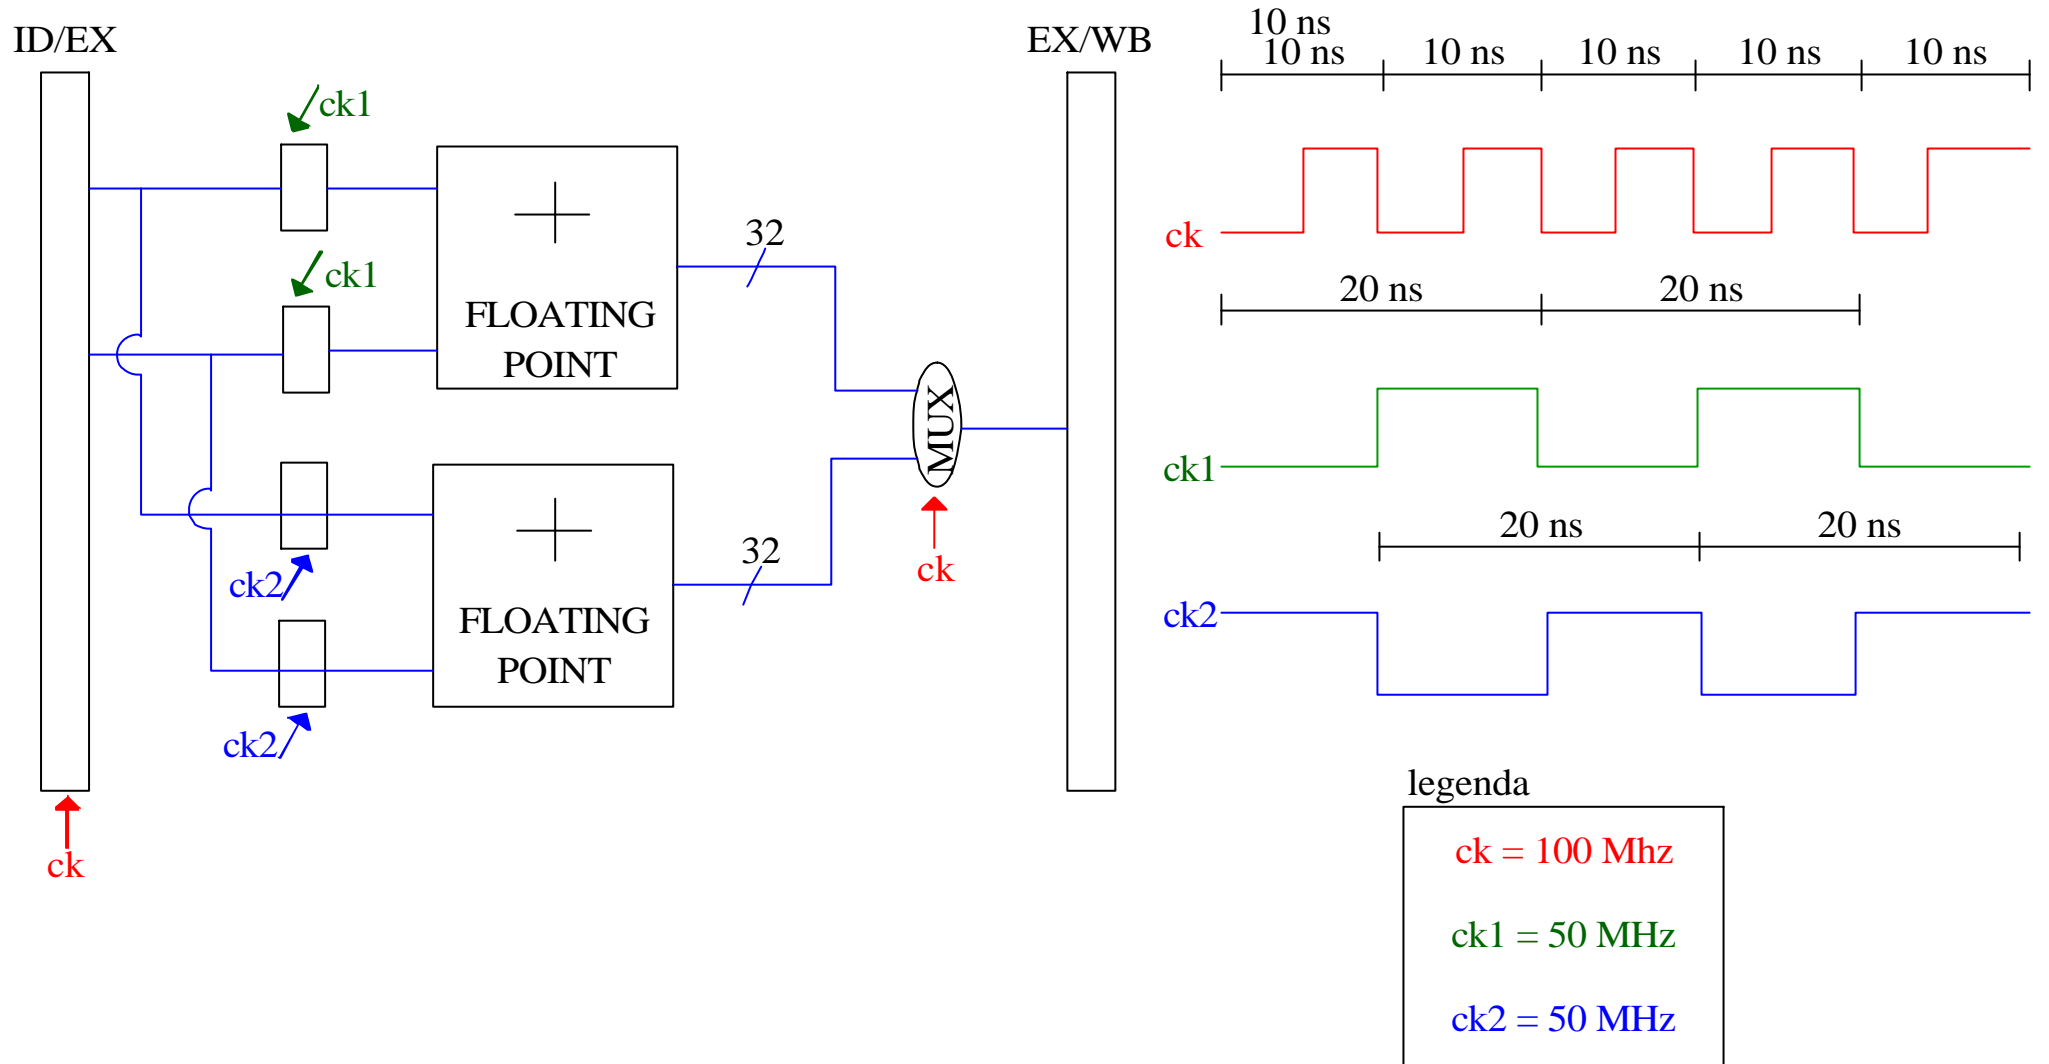 ID/EX
EX/WB
10 ns
10 ns 10 ns 10 ns 10 ns 10 ns
ck1
ck1
FLOATING
POINT
32
ck
20 ns 20 ns
MUX
ck
ck1
20 ns 20 ns
ck2
ck2
ck2
32
FLOATING
POINT
ck
legenda
ck = 100 Mhz
ck1 = 50 MHz
ck2 = 50 MHz